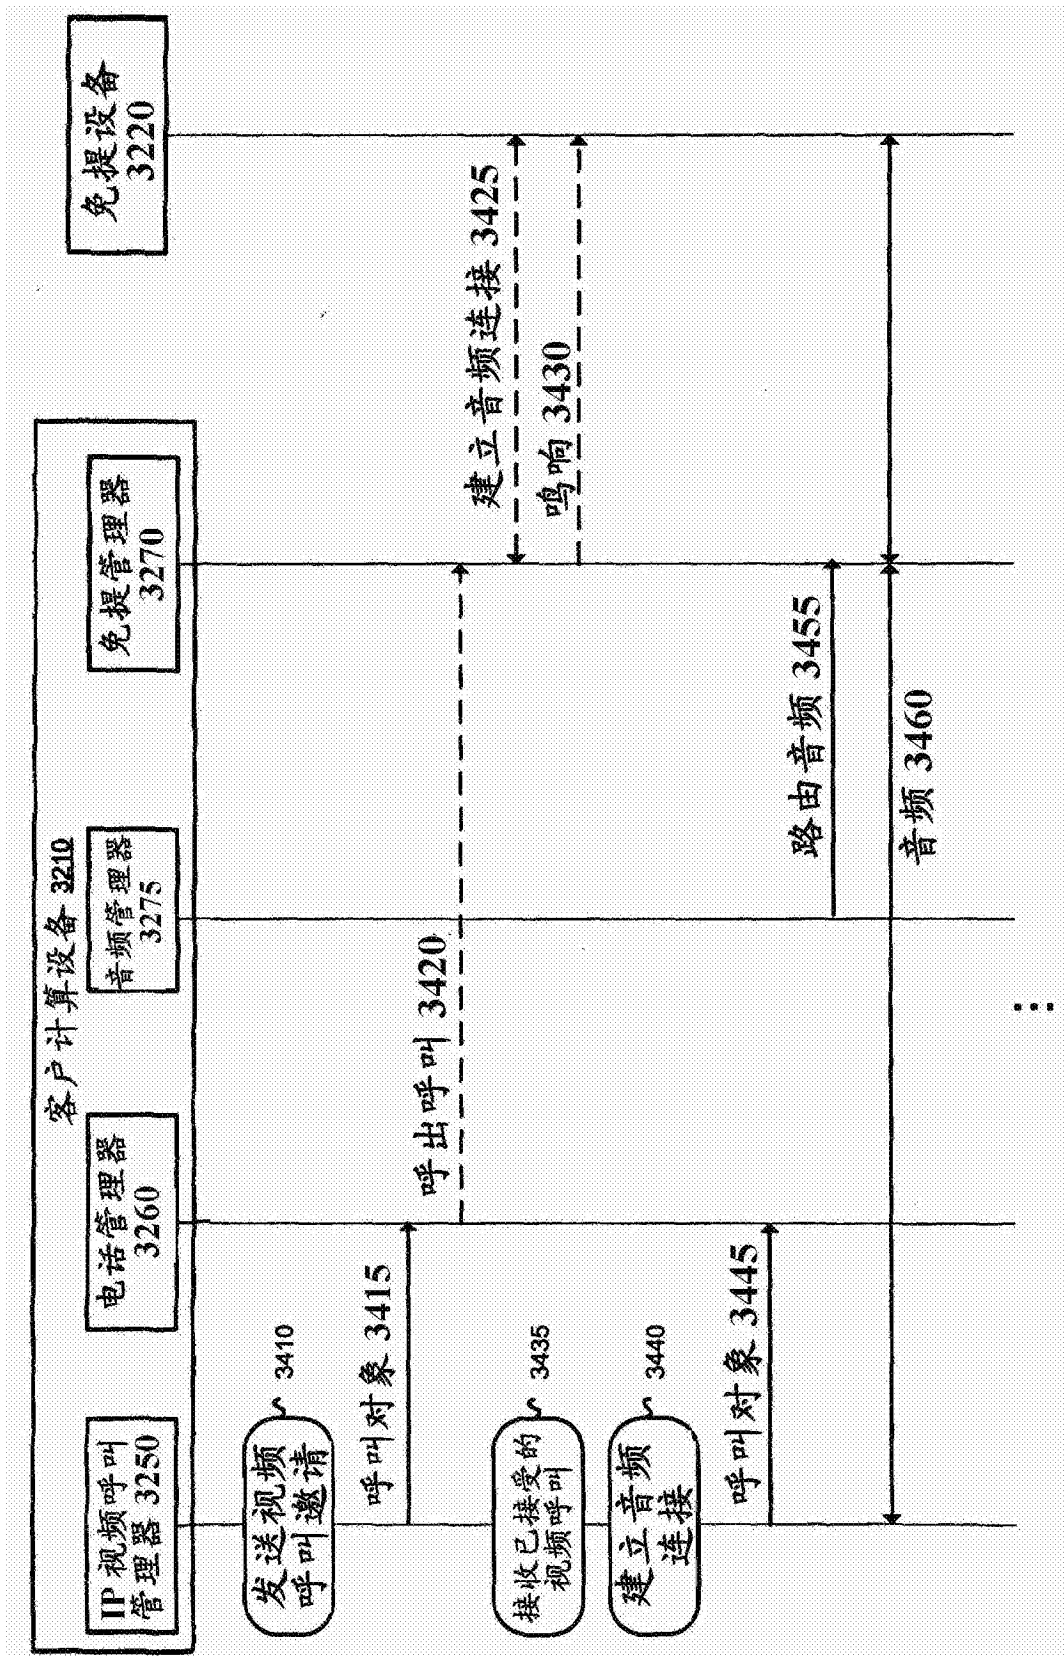 客户计算设备 3210
IP 视频呼叫
管理器 3250
电话管理器
3260
音频管理器
3275
免提管理器
3270
免提设备
3220
发送视频
呼叫邀请
3410
呼叫对象 3415
呼出呼叫 3420
建立音频连接 3425
鸣响 3430
接收已接受的
视频呼叫
3435
建立音频
连接
3440
呼叫对象 3445
路由音频 3455
音频 3460
...